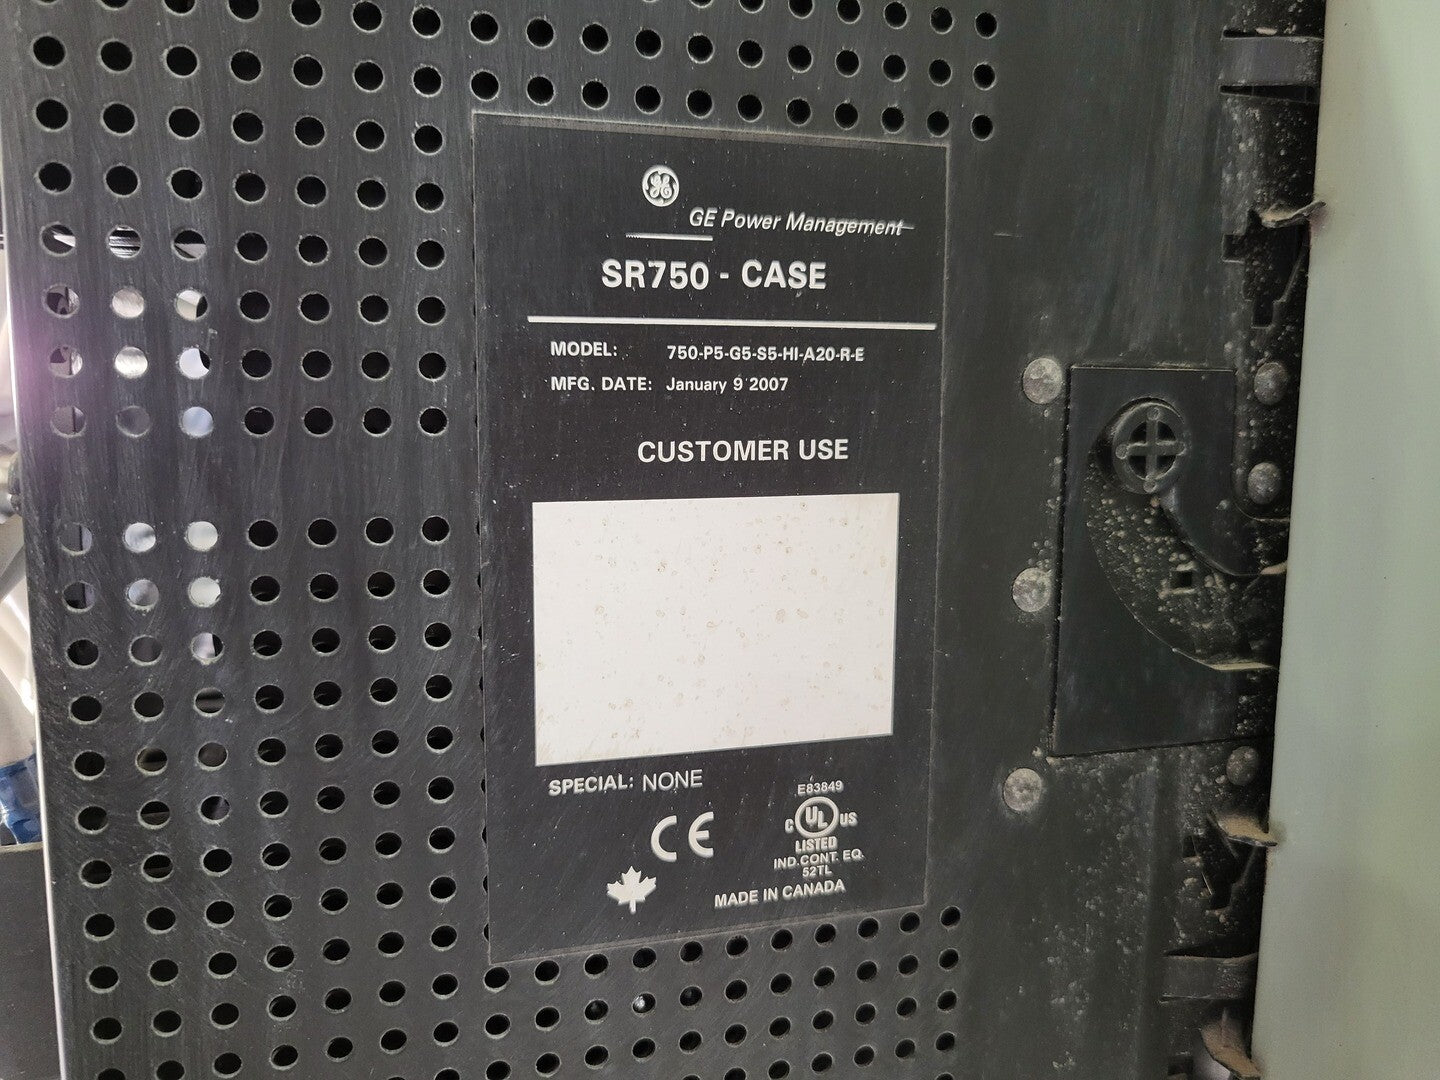 GE Power Management
SR750 - CASE
MODEL: 750-P5-G5-S5-HI-A20-R-E
MFG. DATE: January 9 2007
CUSTOMER USE
SPECIAL: NONE
CE
E83849
C UL US
LISTED
IND.CONT. EQ.
52TL
MADE IN CANADA